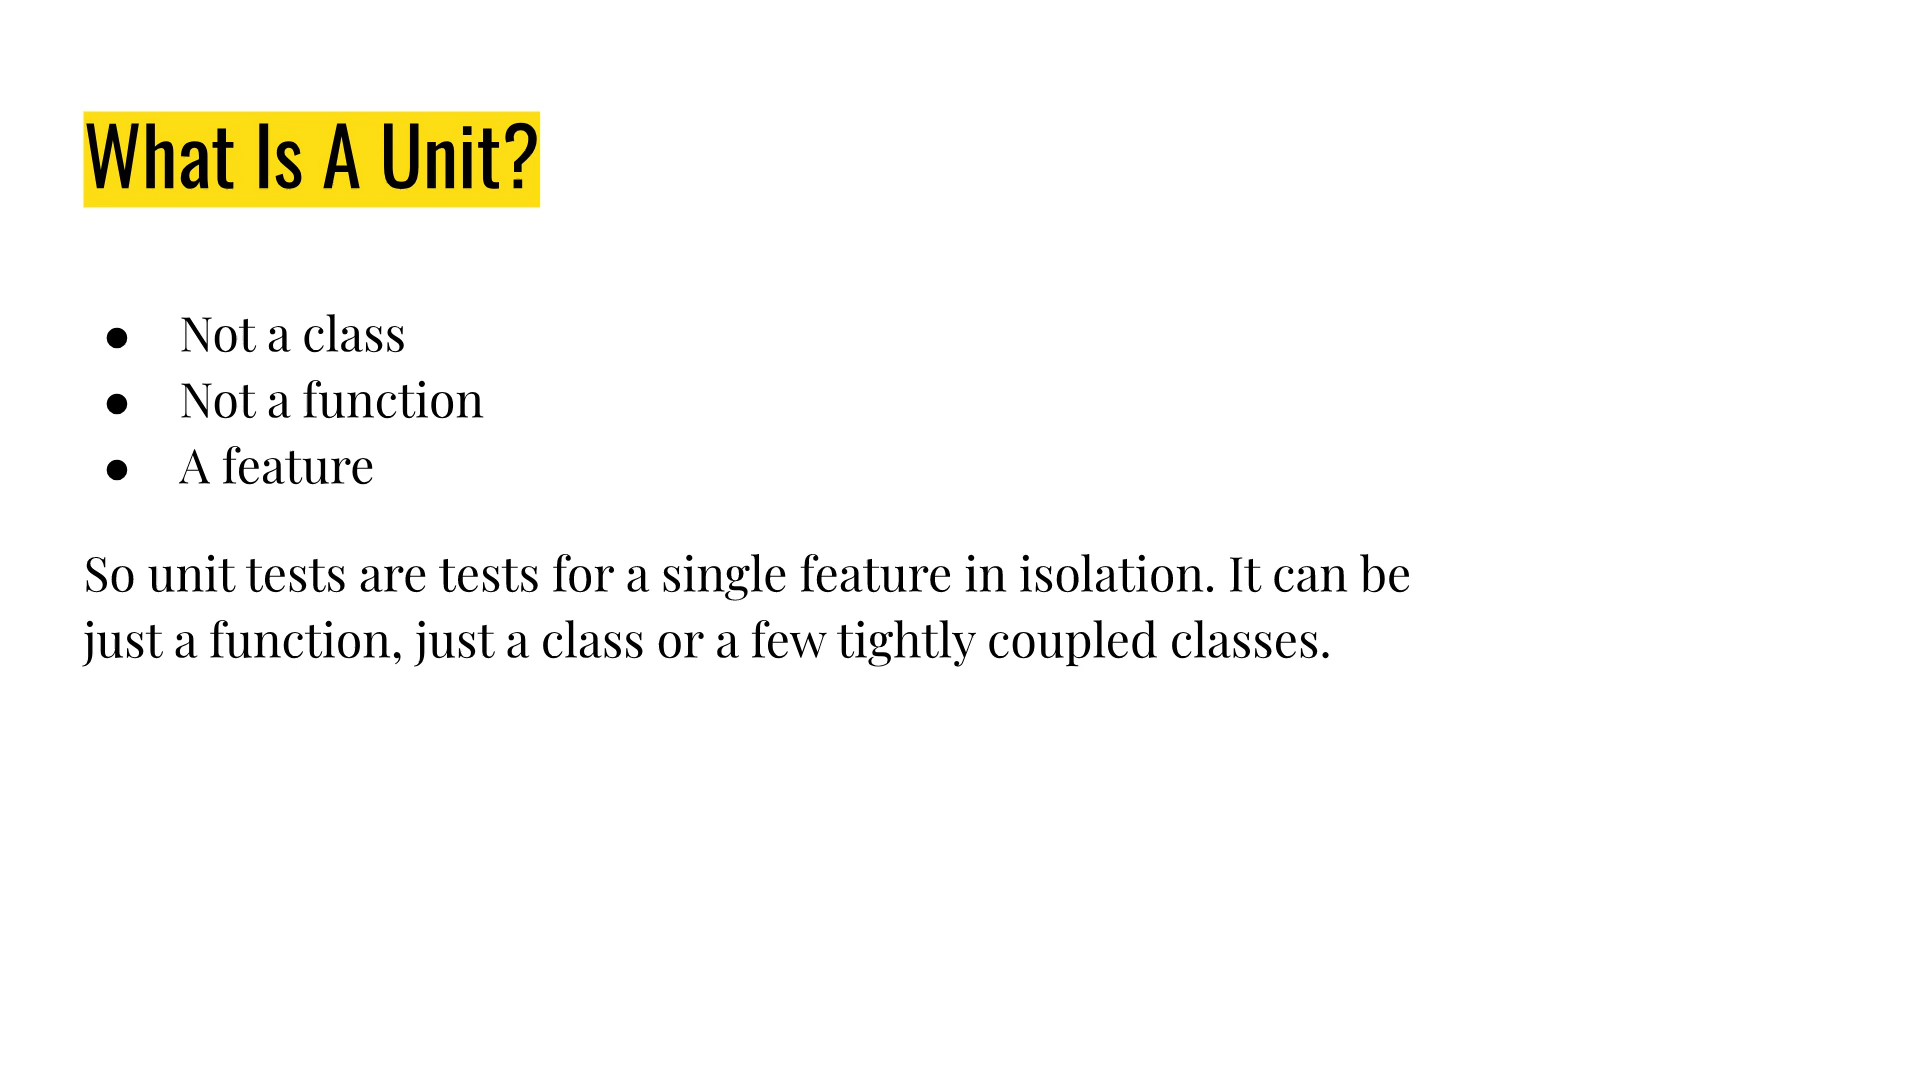 What Is A Unit?
● Not a class
● Not a function
● A feature
So unit tests are tests for a single feature in isolation. It can be
just a function, just a class or a few tightly coupled classes.